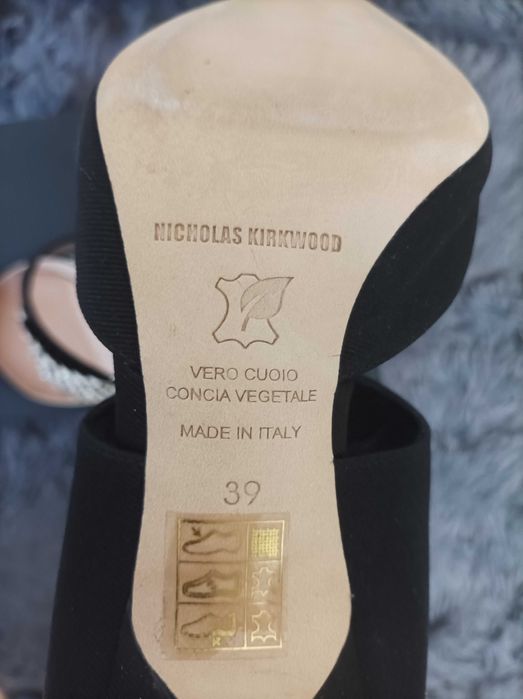 NICHOLAS KIRKWOOD
VERO CUOIO
CONCIA VEGETALE
MADE IN ITALY
39